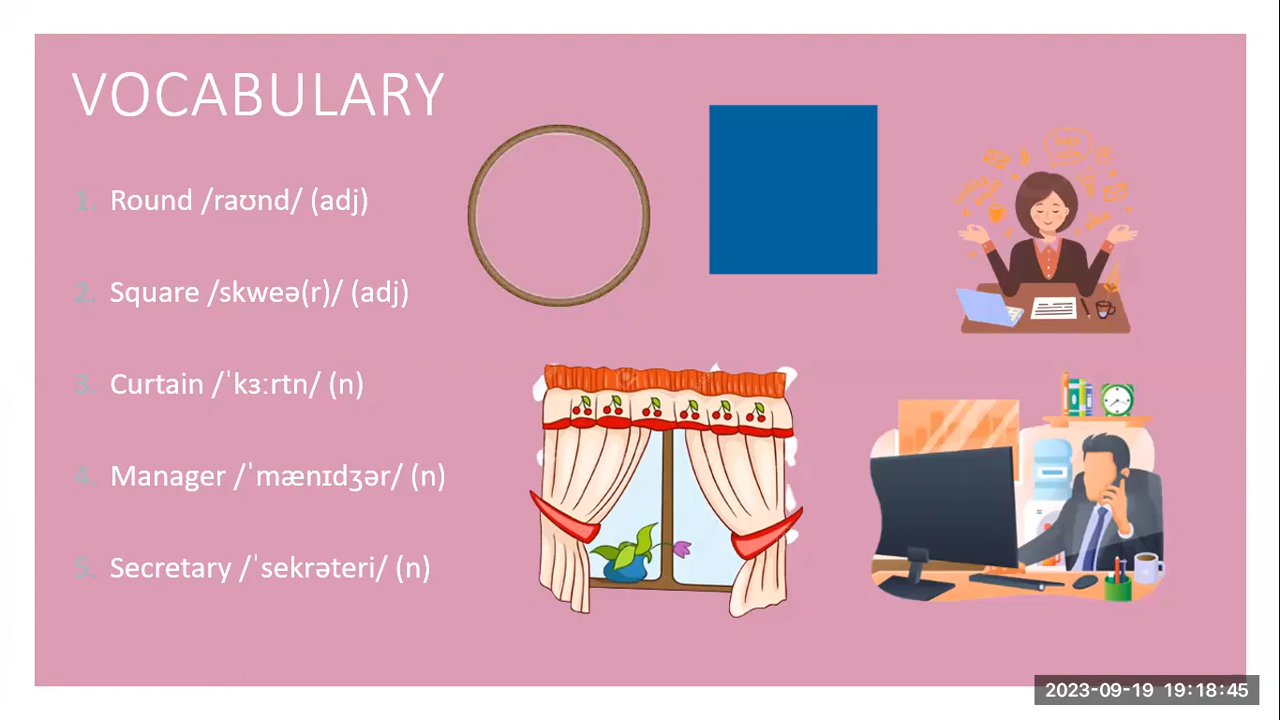 VOCABULARY
1. Round /raʊnd/ (adj)
2. Square /skweə(r)/ (adj)
3. Curtain /ˈkɜːrtn/ (n)
4. Manager /ˈmænɪdʒər/ (n)
5. Secretary /ˈsekrəteri/ (n)
2023-09-19 19:18:45